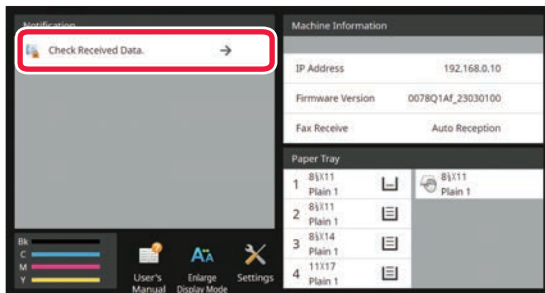 Notification
Check Received Data.
Machine Information
IP Address 192.168.0.10
Firmware Version 0078Q1Af_23030100
Fax Receive Auto Reception
Paper Tray
1 8½X11
Plain 1
8½X11
Plain 1
2 8½X11
Plain 1
3 8½X14
Plain 1
4 11X17
Plain 1
Bk
C
M
Y
User's
Manual
Enlarge
Display Mode
Settings